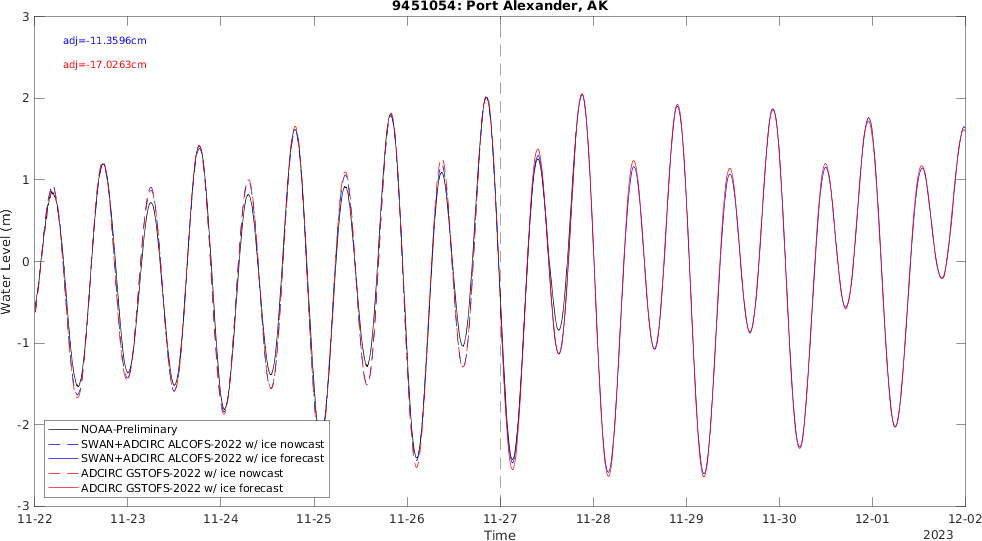 9451054: Port Alexander, AK
adj=-11.3596cm
adj=-17.0263cm
3
2
1
0
-1
-2
-3
Water Level (m)
NOAA-Preliminary
SWAN+ADCIRC ALCOFS-2022 w/ ice nowcast
SWAN+ADCIRC ALCOFS-2022 w/ ice forecast
ADCIRC GSTOFS-2022 w/ ice nowcast
ADCIRC GSTOFS-2022 w/ ice forecast
11-22 11-23 11-24 11-25 11-26 11-27 11-28 11-29 11-30 12-01 12-02
Time
2023